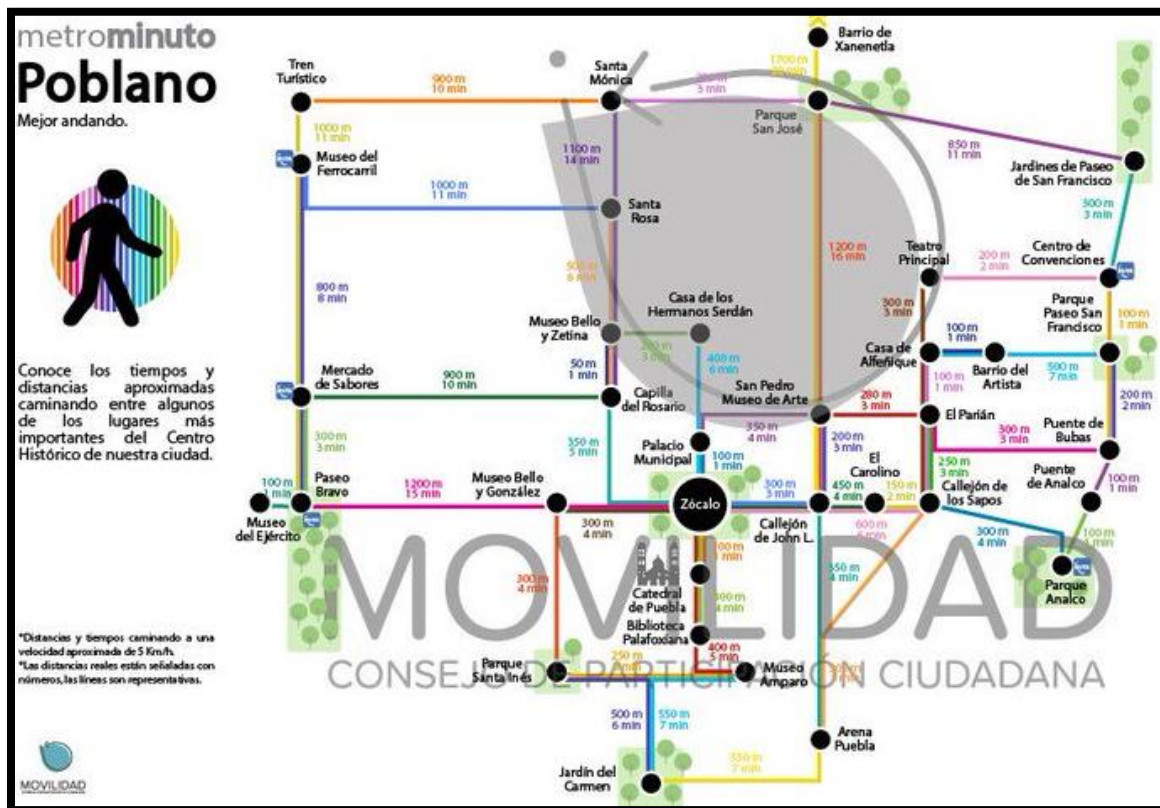 metrominuto
Poblano
Mejor andando.
Conoce los tiempos y
distancias aproximadas
caminando entre algunos
de los lugares más
importantes del Centro
Histórico de nuestra ciudad.
*Distancias y tiempos caminando a una
velocidad aproximada de 5 Km/h.
*Las distancias reales están señaladas con
números, las líneas son representativas.
MOVILIDAD
Tren
Turístico
900 m
10 min
Santa
Mónica
3 min
1700 m
Barrio de
Xanenetla
Parque
San José
850 m
11 min
Jardines de Paseo
de San Francisco
1000 m
11 min
Museo del
Ferrocarril
1100 m
14 min
1000 m
11 min
Santa
Rosa
300 m
3 min
1200 m
16 min
Teatro
Principal
200 m
2 min
Centro de
Convenciones
800 m
8 min
500 m
6 min
Casa de los
Hermanos Serdán
300 m
3 min
Parque
Paseo San
Francisco
100 m
1 min
Museo Bello
y Zetina
3 min
400 m
6 min
Casa de
Alfeñique
100 m
1 min
Barrio del
Artista
500 m
7 min
Mercado
de Sabores
900 m
10 min
50 m
1 min
Capilla
del Rosario
San Pedro
Museo de Arte
280 m
3 min
100 m
1 min
El Parián
200 m
2 min
300 m
3 min
Puente de
Bubas
300 m
3 min
350 m
5 min
350 m
4 min
Palacio
Municipal
100 m
1 min
200 m
3 min
El
Carolino
250 m
3 min
Puente
de Analco
100 m
1 min
100 m
1 min
Paseo
Bravo
1200 m
15 min
Museo Bello
y González
Zócalo
300 m
3 min
450 m
4 min
150 m
2 min
Callejón de
los Sapos
Museo
del Ejército
300 m
4 min
Callejón
de John L.
600 m
300 m
4 min
100 m
Parque
Analco
MOVILIDAD
300 m
4 min
Catedral
de Puebla
4 min
4 min
Biblioteca
Palafoxiana
400 m
5 min
Parque
Santa Inés
250 m
Museo
Amparo
CONSEJO DE PARTICIPACIÓN CIUDADANA
500 m
6 min
550 m
7 min
Arena
Puebla
Jardín del
Carmen
550 m
7 min